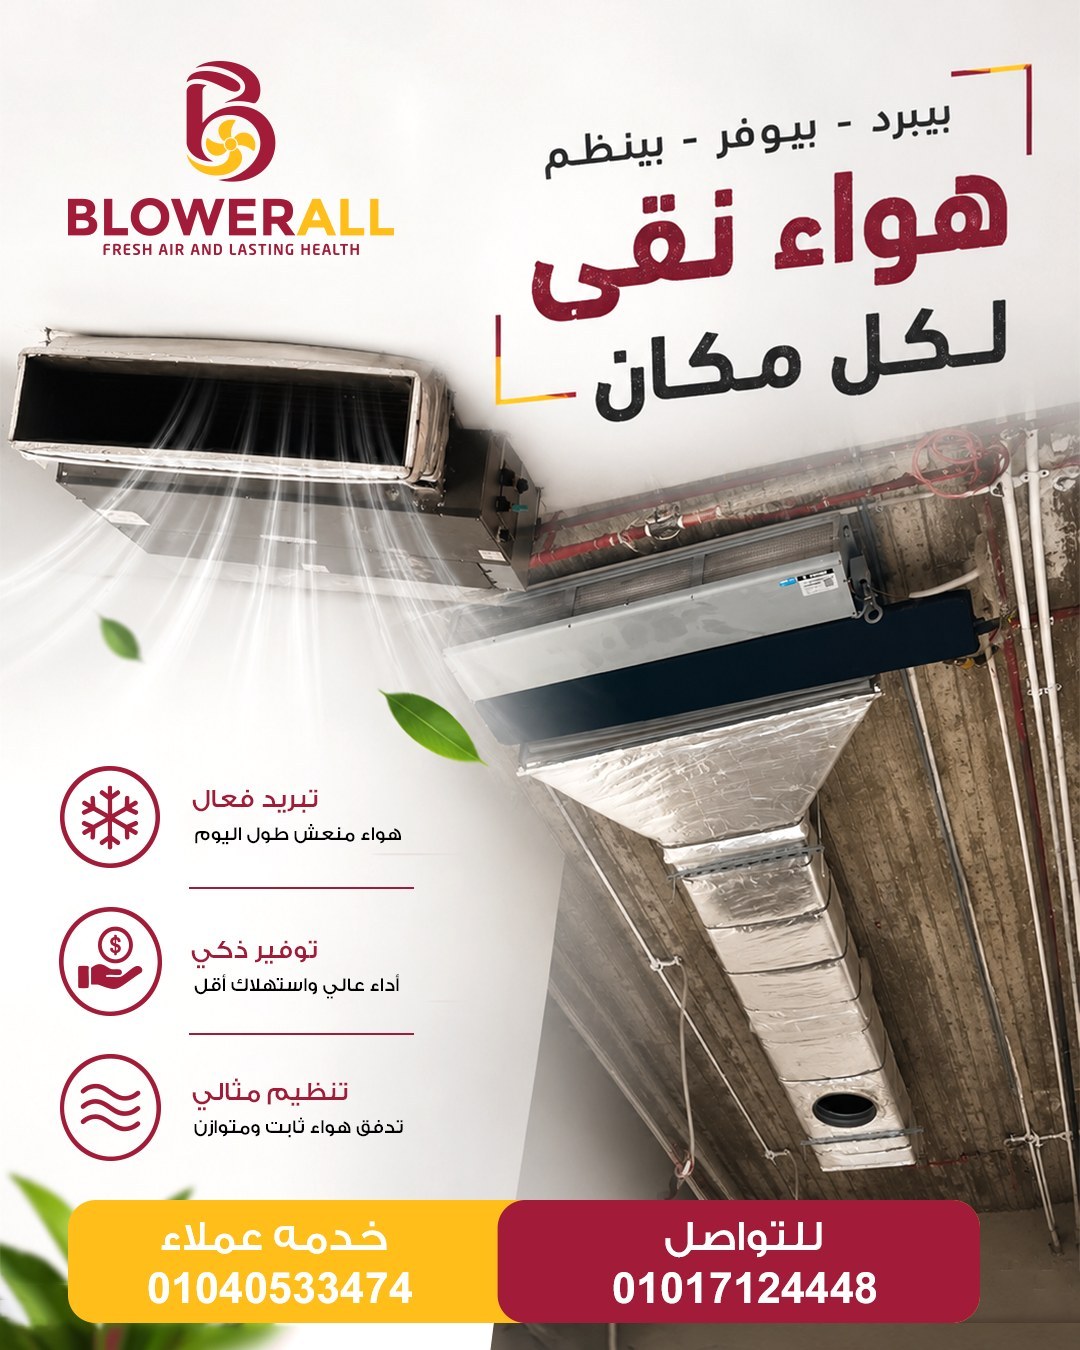 BLOWERALL
FRESH AIR AND LASTING HEALTH
بيبرد - بيوفر - بينظم
هواء نقى
لكل مكان
تبريد فعال
هواء منعش طول اليوم
توفير ذكي
أداء عالي واستهلاك أقل
تنظيم مثالي
تدفق هواء ثابت ومتوازن
للتواصل
01017124448
خدمه عملاء
01040533474